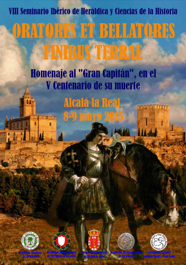 VIII Seminario Ibérico de Heráldica y Ciencias de la Historia
ORATORES ET BELLATORES
FINIBUS TERRAE
Homenaje al "Gran Capitán", en el
V Centenario de su muerte
Alcalá la Real
8-9 mayo 2015